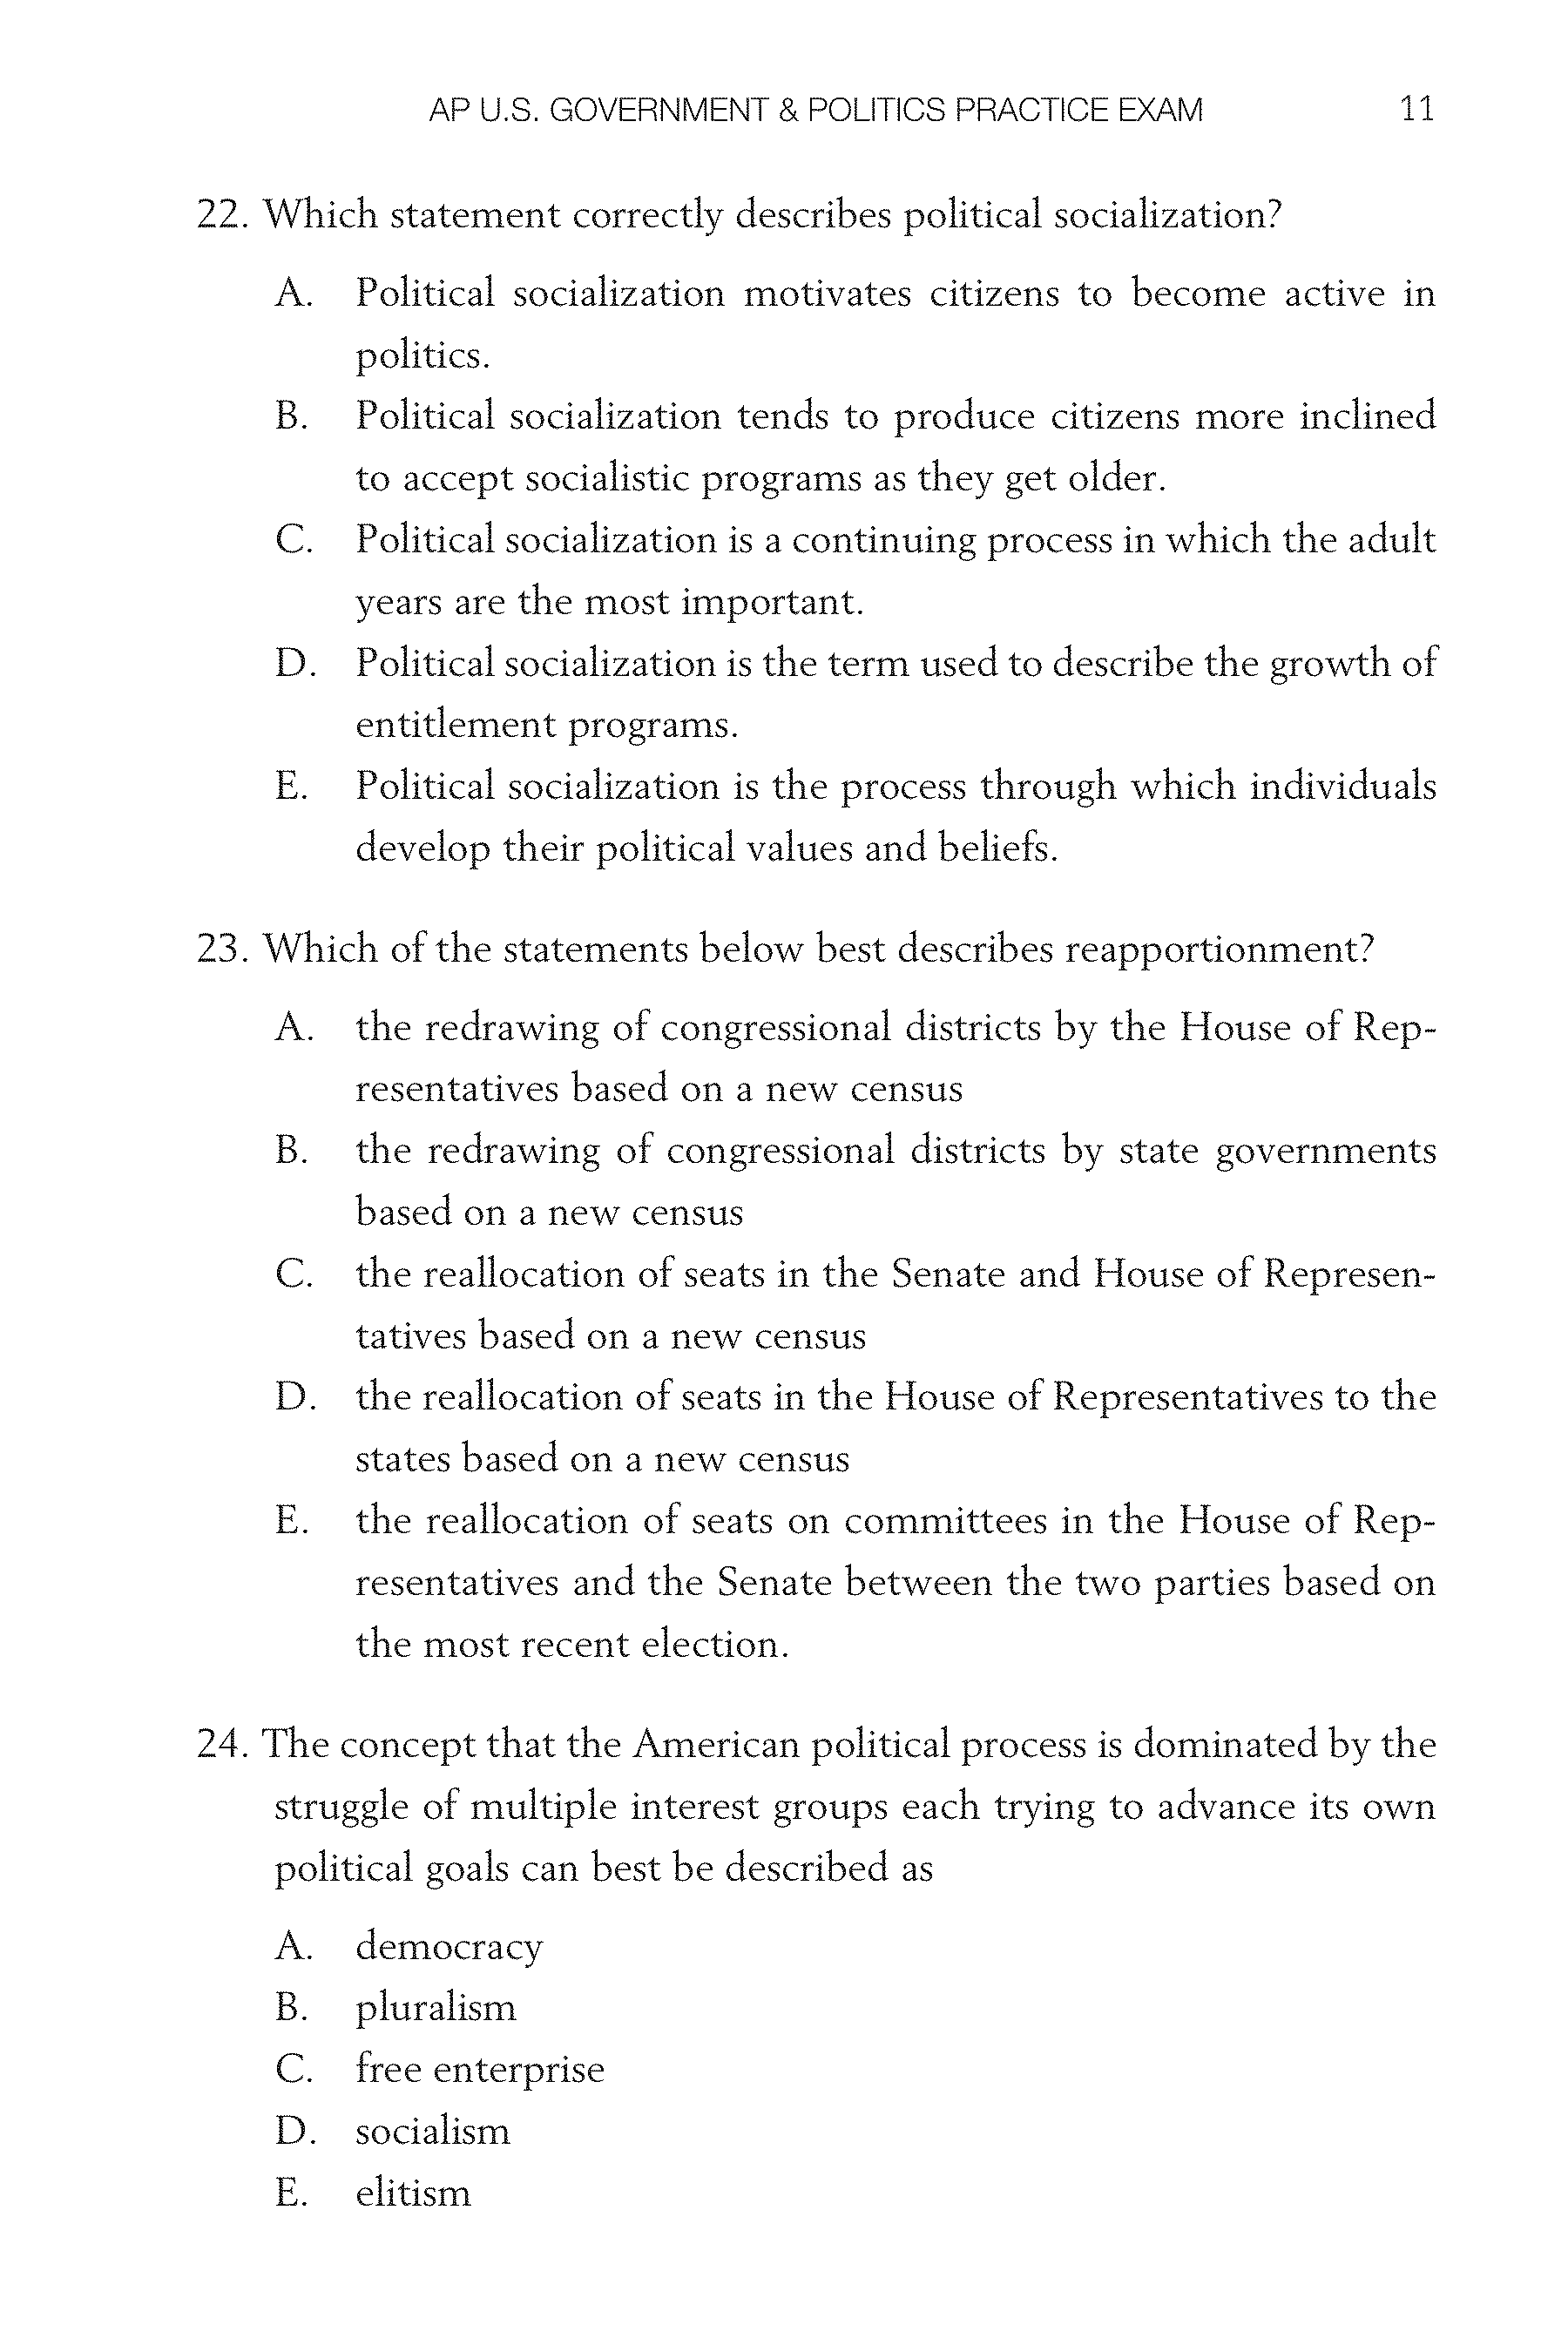 AP U.S. GOVERNMENT & POLITICS PRACTICE EXAM 11
22. Which statement correctly describes political socialization?
A. Political socialization motivates citizens to become active in
politics.
B. Political socialization tends to produce citizens more inclined
to accept socialistic programs as they get older.
C. Political socialization is a continuing process in which the adult
years are the most important.
D. Political socialization is the term used to describe the growth of
entitlement programs.
E. Political socialization is the process through which individuals
develop their political values and beliefs.
23. Which of the statements below best describes reapportionment?
A. the redrawing of congressional districts by the House of Rep-
resentatives based on a new census
B. the redrawing of congressional districts by state governments
based on a new census
C. the reallocation of seats in the Senate and House of Represen-
tatives based on a new census
D. the reallocation of seats in the House of Representatives to the
states based on a new census
E. the reallocation of seats on committees in the House of Rep-
resentatives and the Senate between the two parties based on
the most recent election.
24. The concept that the American political process is dominated by the
struggle of multiple interest groups each trying to advance its own
political goals can best be described as
A. democracy
B. pluralism
C. free enterprise
D. socialism
E. elitism